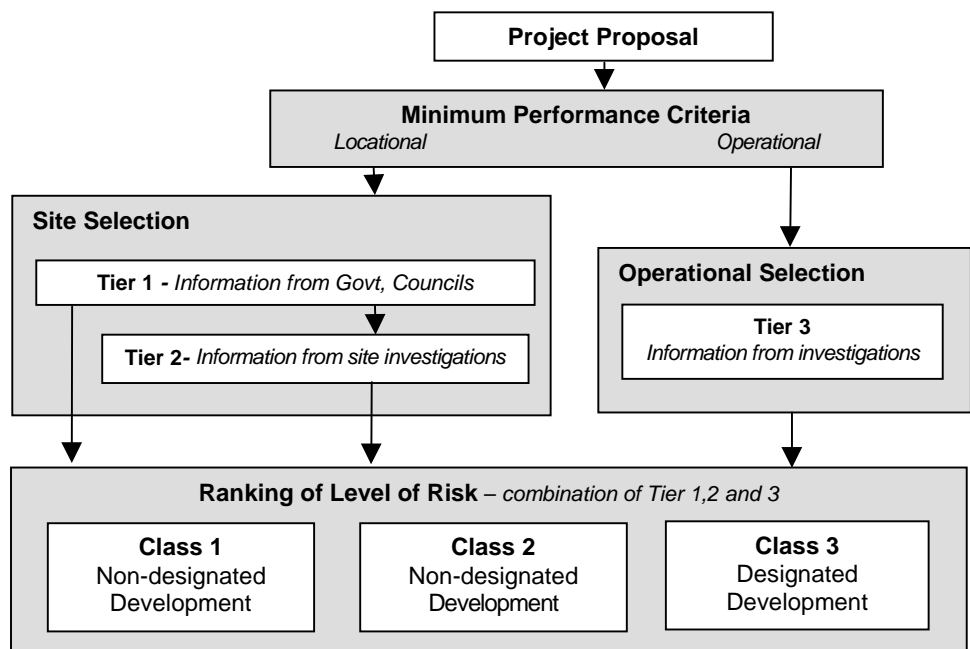 Project Proposal
Minimum Performance Criteria
Locational Operational
Site Selection
Tier 1 - Information from Govt, Councils
Tier 2- Information from site investigations
Operational Selection
Tier 3
Information from investigations
Ranking of Level of Risk – combination of Tier 1,2 and 3
Class 1
Non-designated
Development
Class 2
Non-designated
Development
Class 3
Designated
Development